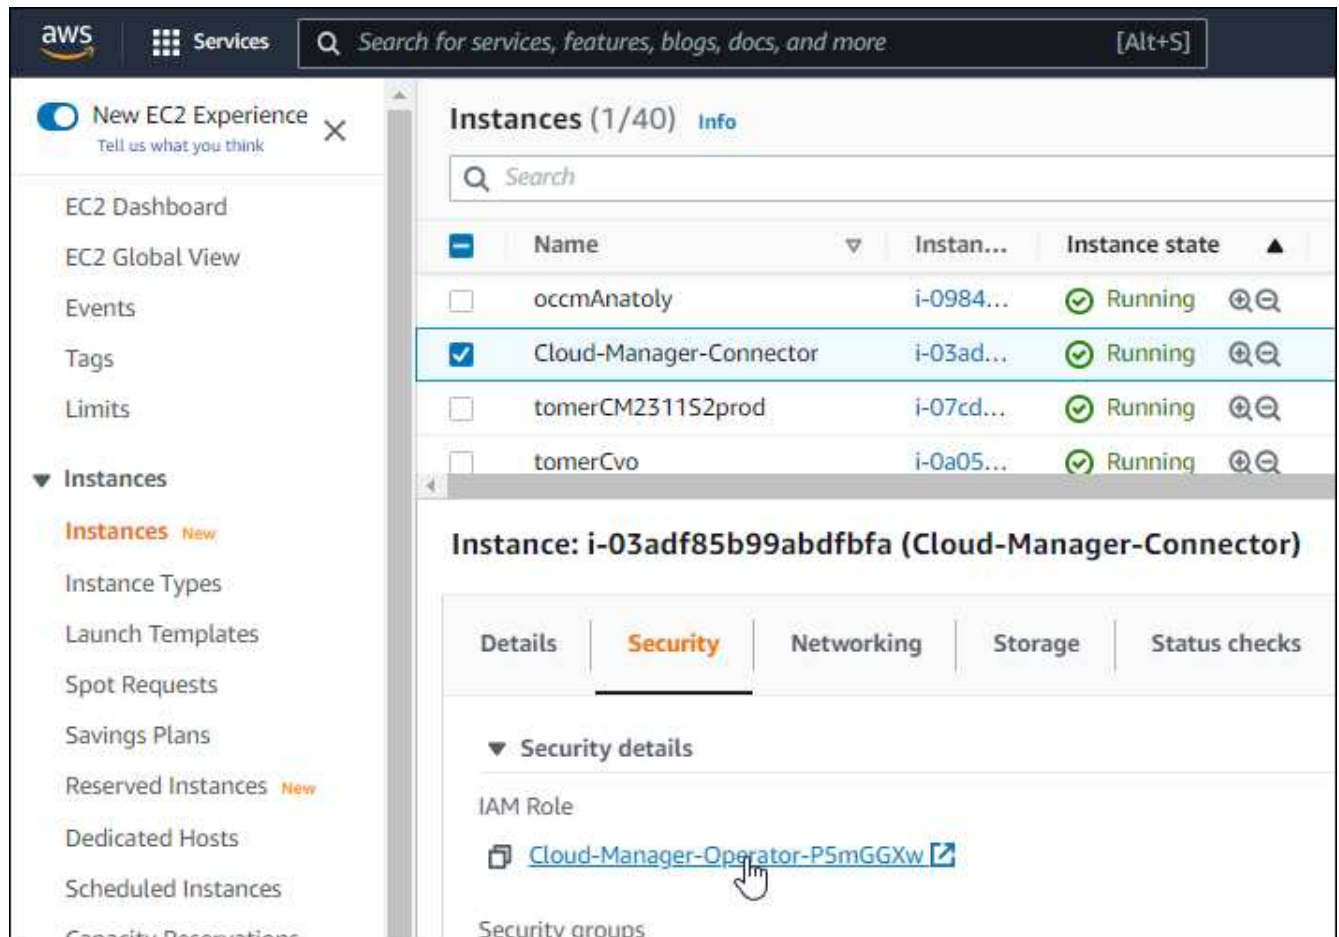 aws
Services
Search for services, features, blogs, docs, and more
[Alt+S]
New EC2 Experience
Tell us what you think
EC2 Dashboard
EC2 Global View
Events
Tags
Limits
Instances
Instances New
Instance Types
Launch Templates
Spot Requests
Savings Plans
Reserved Instances New
Dedicated Hosts
Scheduled Instances
Capacity Reservations
Instances (1/40) Info
Search
Name Instan... Instance state
occmAnatoly i-0984... Running
Cloud-Manager-Connector i-03ad... Running
tomerCM2311S2prod i-07cd... Running
tomerCvo i-0a05... Running
Instance: i-03adf85b99abdfbfa (Cloud-Manager-Connector)
Details Security Networking Storage Status checks
Security details
IAM Role
Cloud-Manager-Operator-P5mGGXw
Security groups